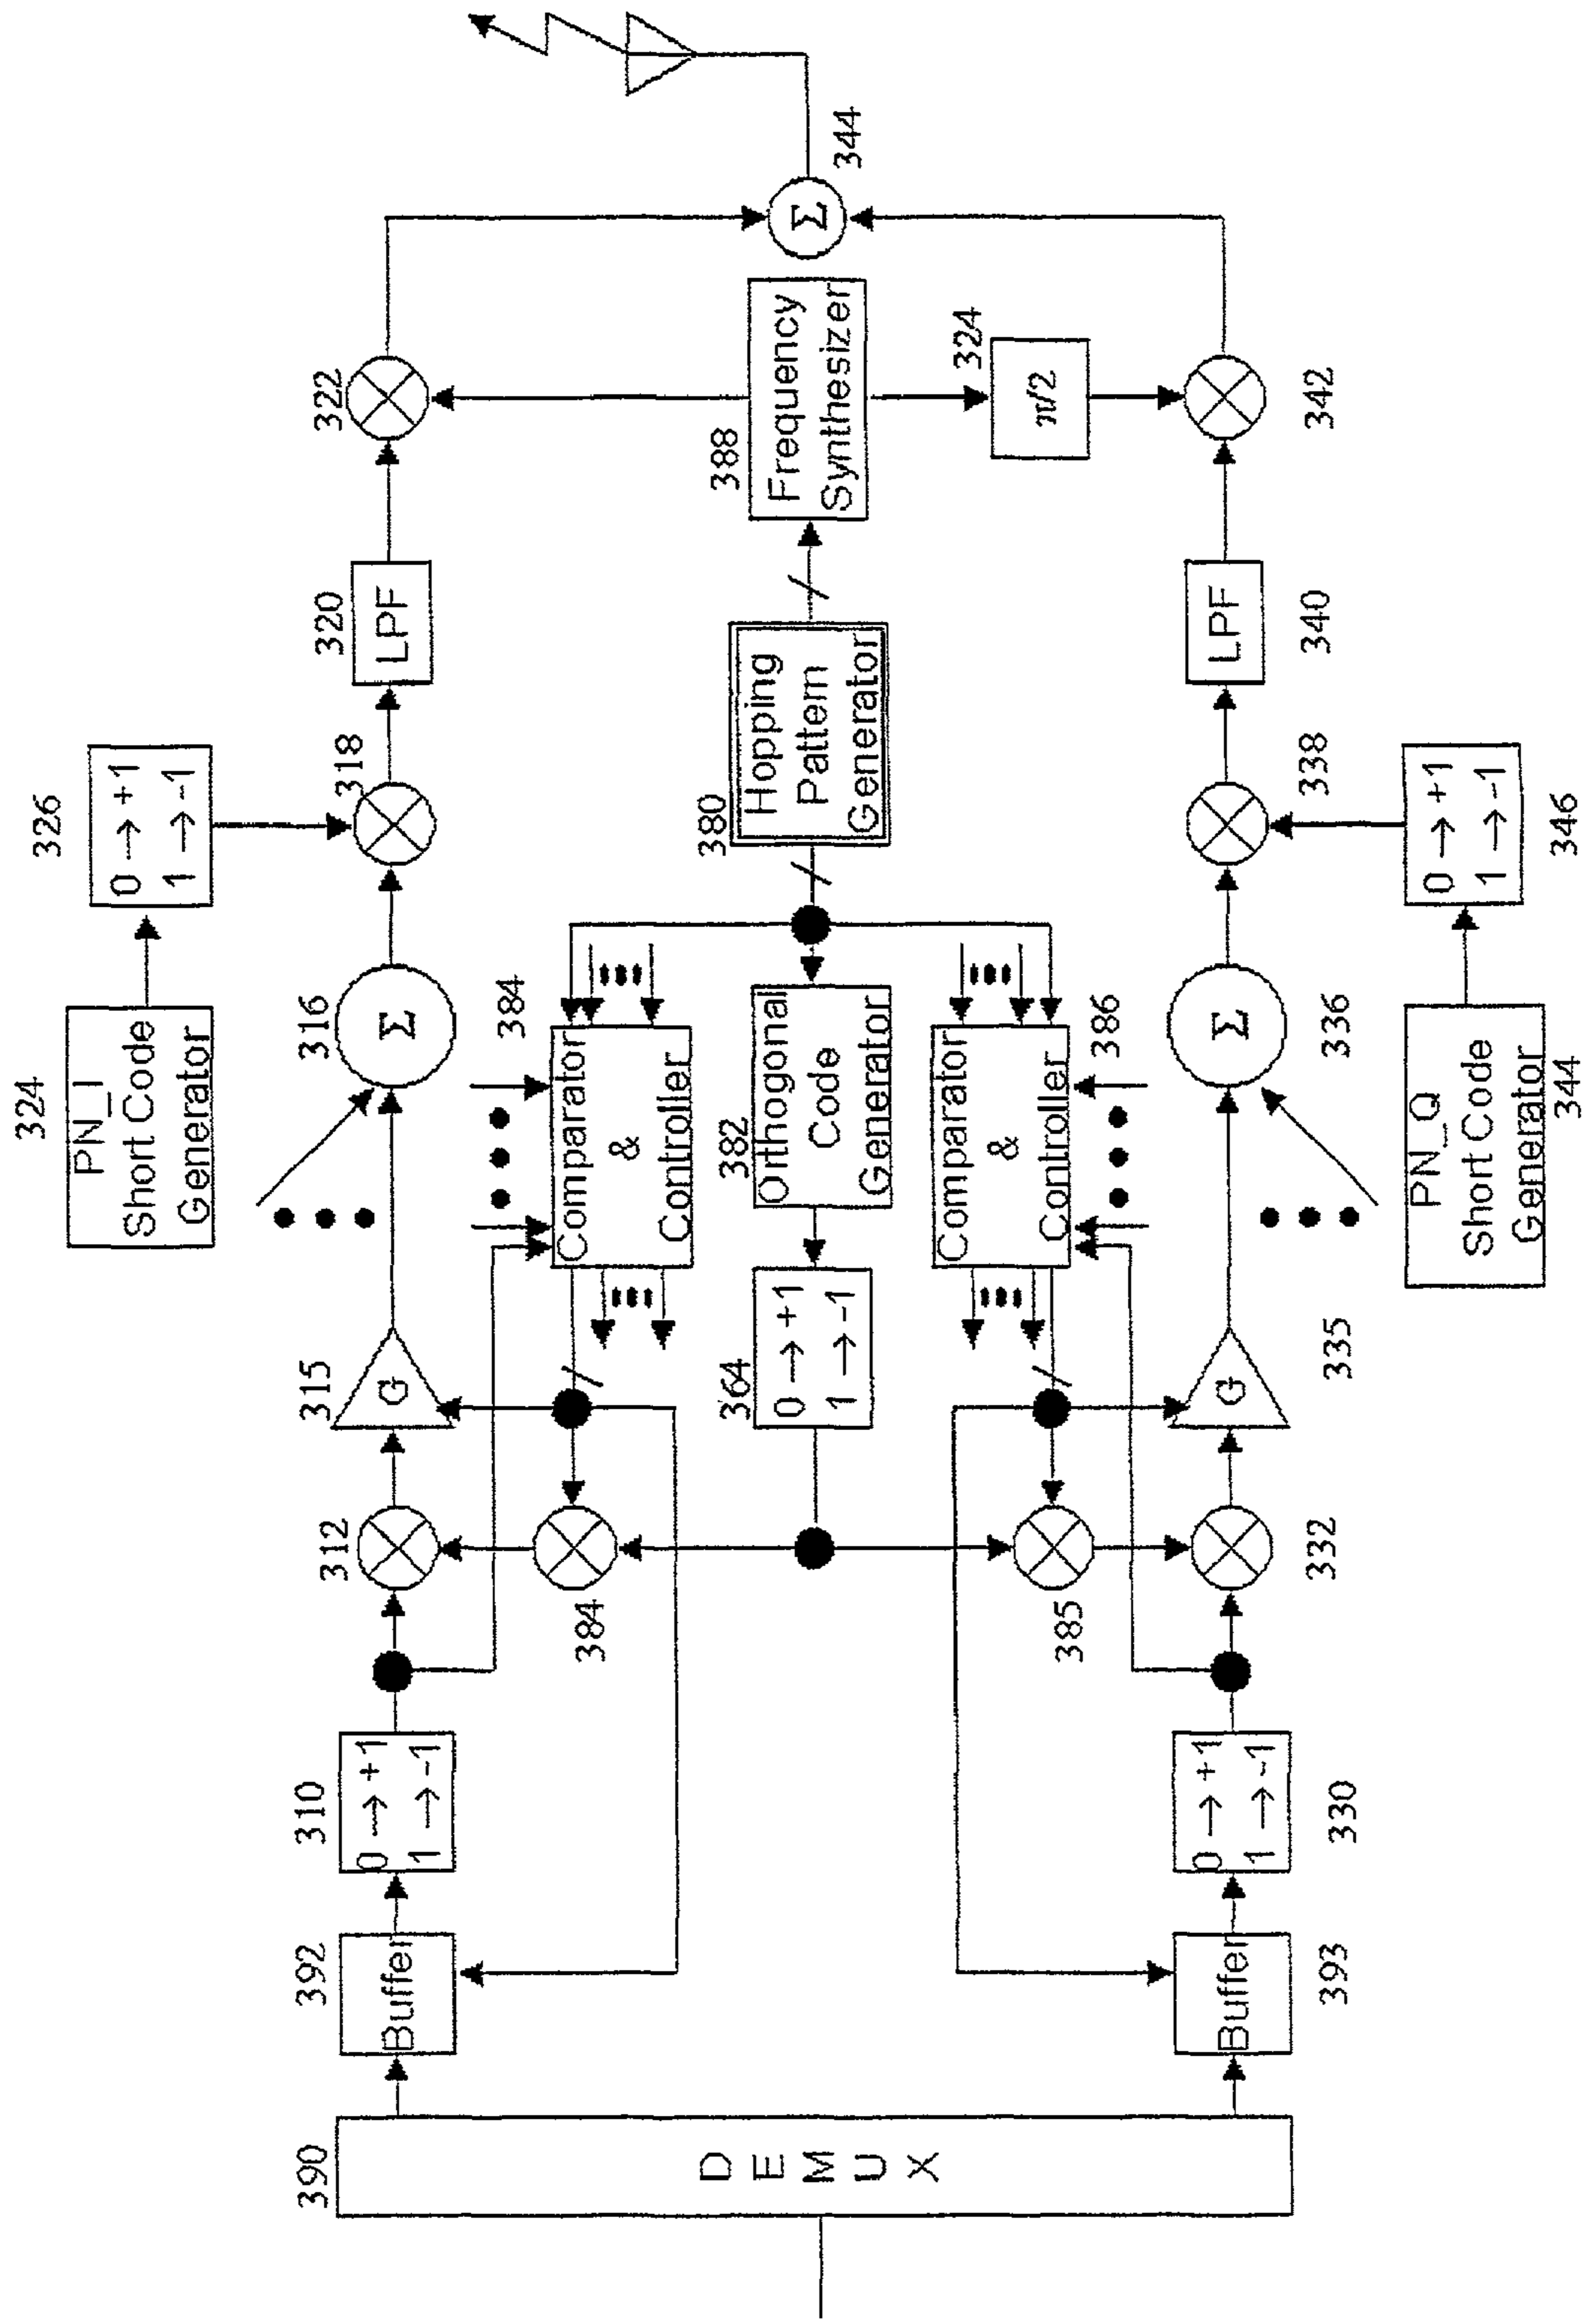 324
PN_I
Short Code
Generator
326
0 → +1
1 → -1
390
D
E
M
U
X
392
Buffer
310
0 → +1
1 → -1
312
315
G
316
Σ
318
320
LPF
322
384
384
Comparator
&
Controller
364
0 → +1
1 → -1
382
Orthogonal
Code
Generator
380
Hopping
Pattern
Generator
388
Frequency
Synthesizer
344
Σ
324
π/2
385
Comparator
&
Controller
386
393
Buffer
330
0 → +1
1 → -1
332
335
G
336
Σ
338
340
LPF
342
PN_Q
Short Code
Generator
344
0 → +1
1 → -1
346